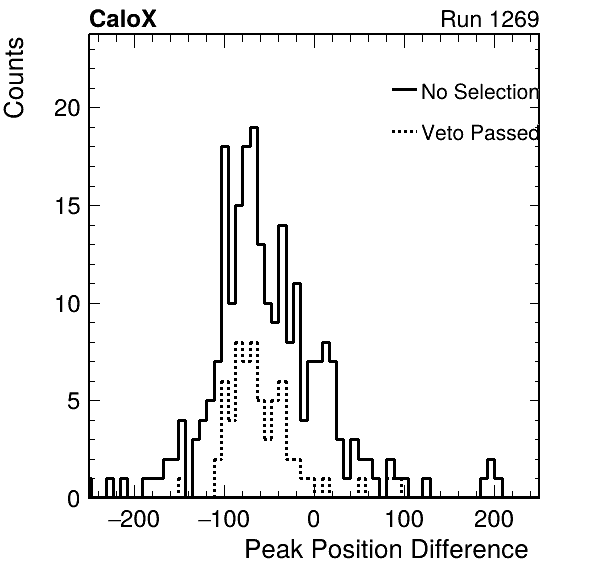 CaloX Run 1269
Counts
No Selection
Veto Passed
20
15
10
5
0
−200 −100 0 100 200
Peak Position Difference